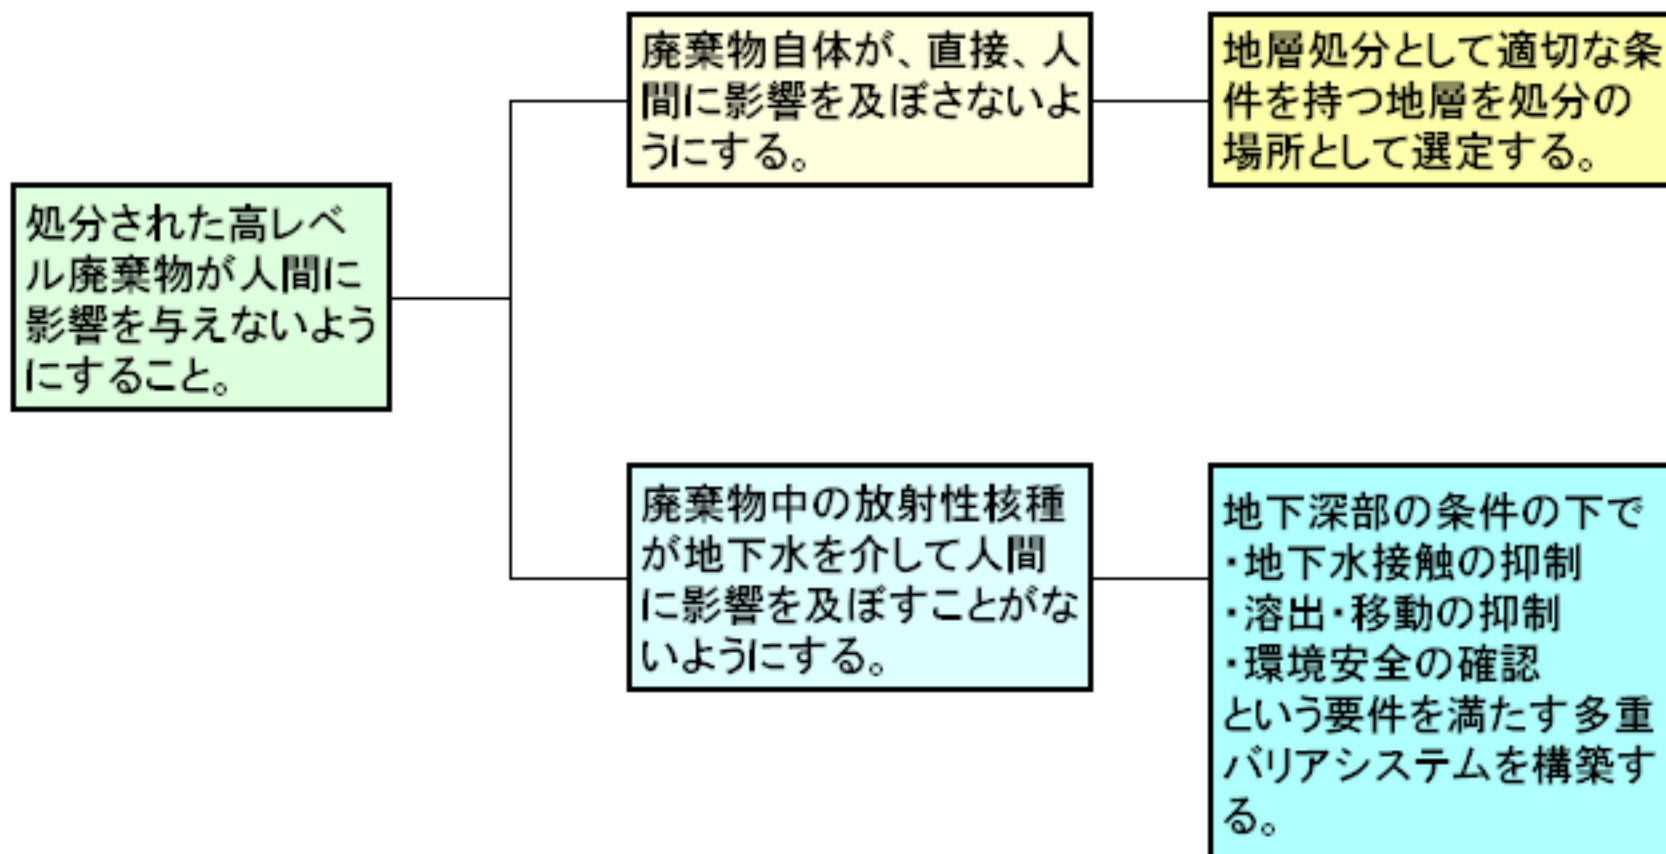 処分された高レベ
ル廃棄物が人間に
影響を与えないよう
にすること。
廃棄物自体が、直接、人
間に影響を及ぼさないよ
うにする。
地層処分として適切な条
件を持つ地層を処分の
場所として選定する。
廃棄物中の放射性核種
が地下水を介して人間
に影響を及ぼすことがな
いようにする。
地下深部の条件の下で
・地下水接触の抑制
・溶出・移動の抑制
・環境安全の確認
という要件を満たす多重
バリアシステムを構築す
る。